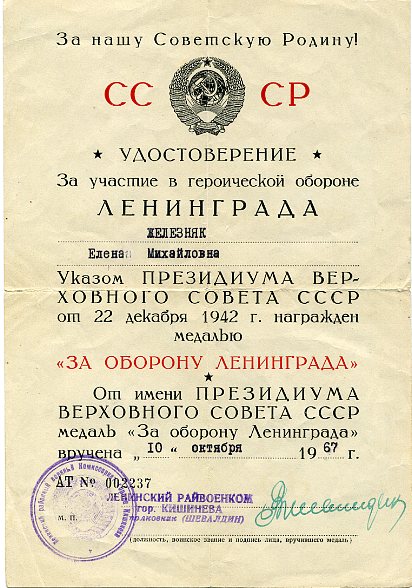 За нашу Советскую Родину!
СС СР
★ УДОСТОВЕРЕНИЕ ★
За участие в героической обороне
ЛЕНИНГРАДА
ЖЕЛЕЗНЯК
Елена Михайловна
Указом ПРЕЗИДИУМА ВЕР-
ХОВНОГО СОВЕТА СССР
от 22 декабря 1942 г. награжден
медалью
«ЗА ОБОРОНУ ЛЕНИНГРАДА»
★
От имени ПРЕЗИДИУМА
ВЕРХОВНОГО СОВЕТА СССР
медаль «За оборону Ленинграда»
вручена „ 10 “ октября 1967 г.
АТ № 002237
ЛЕНИНСКИЙ РАЙВОЕНКОМ
гор. КИШИНЕВА
полковник (ШЕВАЛДИН)
М. П.
(должность, воинское звание и подпись лица, вручившего медаль)